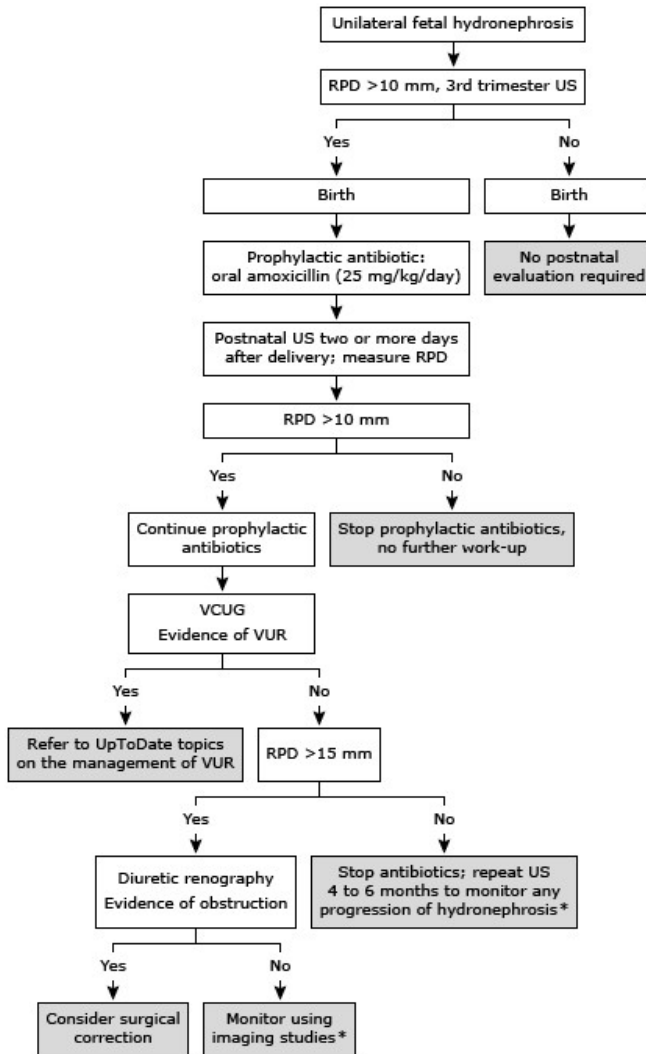 Unilateral fetal hydronephrosis
RPD >10 mm, 3rd trimester US
Yes
No
Birth
Birth
Prophylactic antibiotic:
oral amoxicillin (25 mg/kg/day)
No postnatal
evaluation required
Postnatal US two or more days
after delivery; measure RPD
RPD >10 mm
Yes
No
Continue prophylactic
antibiotics
Stop prophylactic antibiotics,
no further work-up
VCUG
Evidence of VUR
Yes
No
Refer to UpToDate topics
on the management of VUR
RPD >15 mm
Yes
No
Diuretic renography
Evidence of obstruction
Stop antibiotics; repeat US
4 to 6 months to monitor any
progression of hydronephrosis*
Yes
No
Consider surgical
correction
Monitor using
imaging studies*